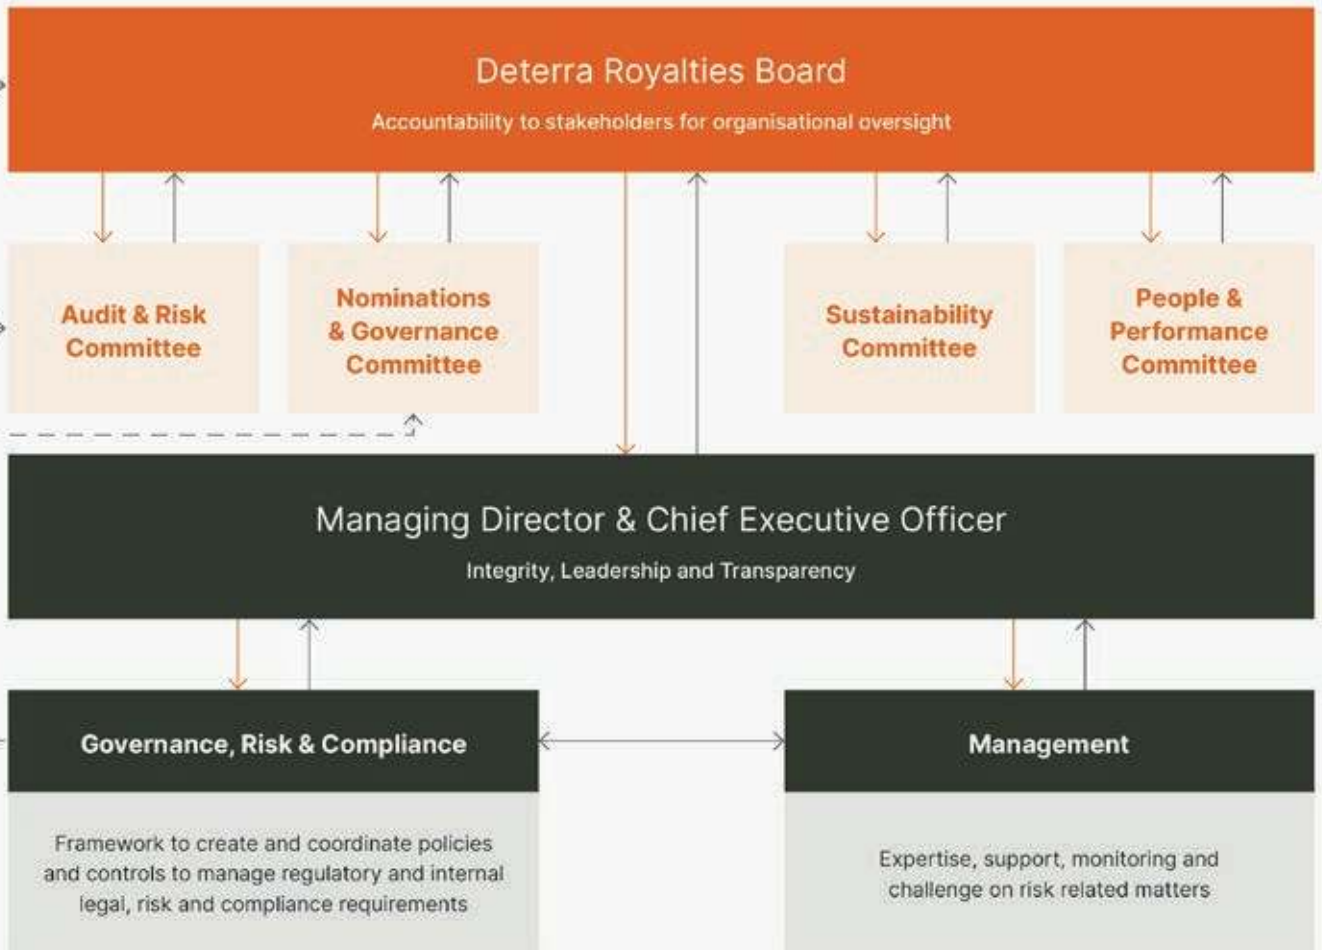 Deterra Royalties Board
Accountability to stakeholders for organisational oversight
Audit & Risk
Committee
Nominations
& Governance
Committee
Sustainability
Committee
People &
Performance
Committee
Managing Director & Chief Executive Officer
Integrity, Leadership and Transparency
Governance, Risk & Compliance
Framework to create and coordinate policies
and controls to manage regulatory and internal
legal, risk and compliance requirements
Management
Expertise, support, monitoring and
challenge on risk related matters